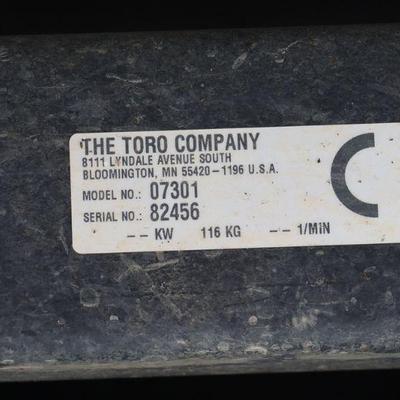 THE TORO COMPANY
8111 LYNDALE AVENUE SOUTH
BLOOMINGTON, MN 55420-1196 U.S.A.
MODEL NO.: 07301
SERIAL NO.: 82456
-- KW 116 KG -- 1/MIN
C